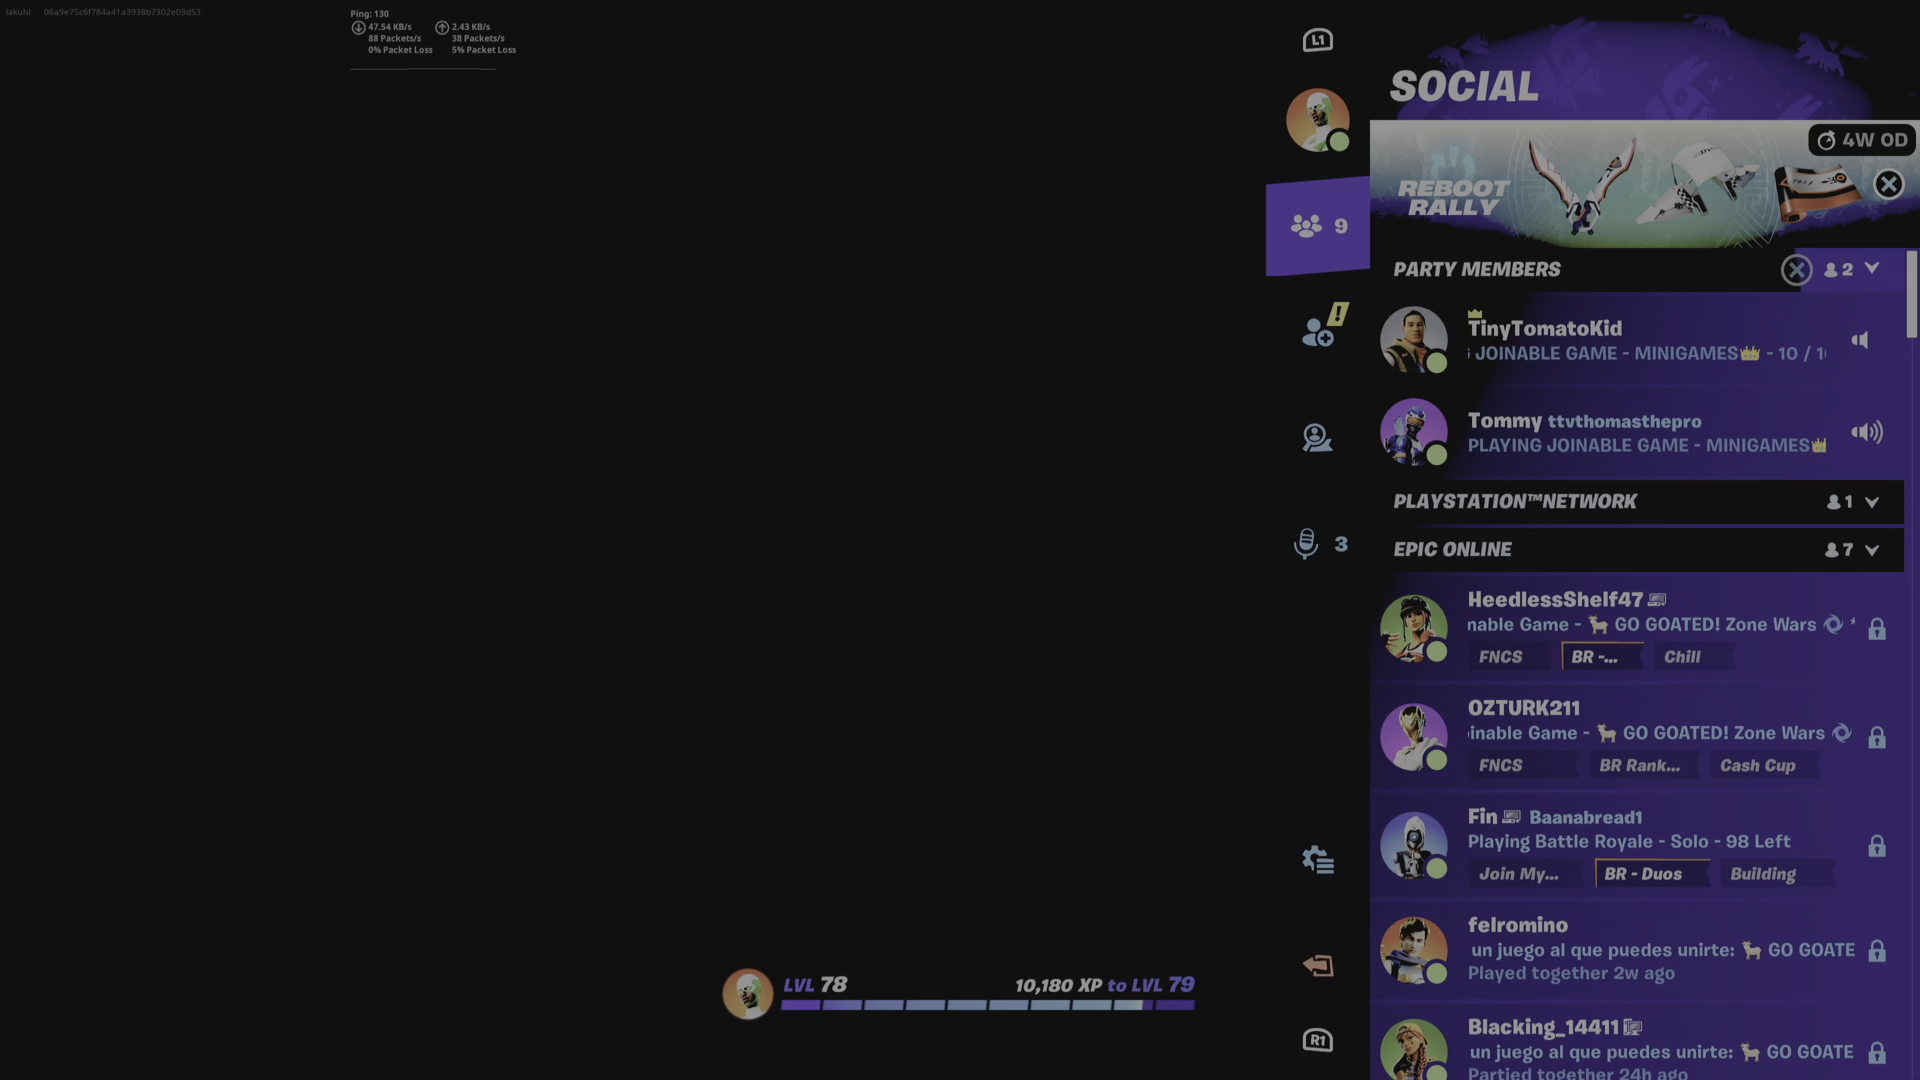 lakuhl 06a9e75c6f784a41a3938b7302e09d53
Ping: 130
47.54 KB/s 2.43 KB/s
88 Packets/s 38 Packets/s
0% Packet Loss 5% Packet Loss
L1
SOCIAL
4W 0D
REBOOT
RALLY
9
PARTY MEMBERS 2
TinyTomatoKid
JOINABLE GAME - MINIGAMES👑 - 10 /
Tommy ttvthomasthepro
PLAYING JOINABLE GAME - MINIGAMES👑
PLAYSTATION™NETWORK 1
3
EPIC ONLINE 7
HeedlessShelf47
nable Game - 🐐 GO GOATED! Zone Wars 🌀
FNCS BR -... Chill
OZTURK211
inable Game - 🐐 GO GOATED! Zone Wars 🌀
FNCS BR Rank... Cash Cup
Fin Baanabread1
Playing Battle Royale - Solo - 98 Left
Join My... BR - Duos Building
felromino
un juego al que puedes unirte: 🐐 GO GOATE
Played together 2w ago
LVL 78 10,180 XP to LVL 79
R1
Blacking_14411
un juego al que puedes unirte: 🐐 GO GOATE
Partied together 24h ago